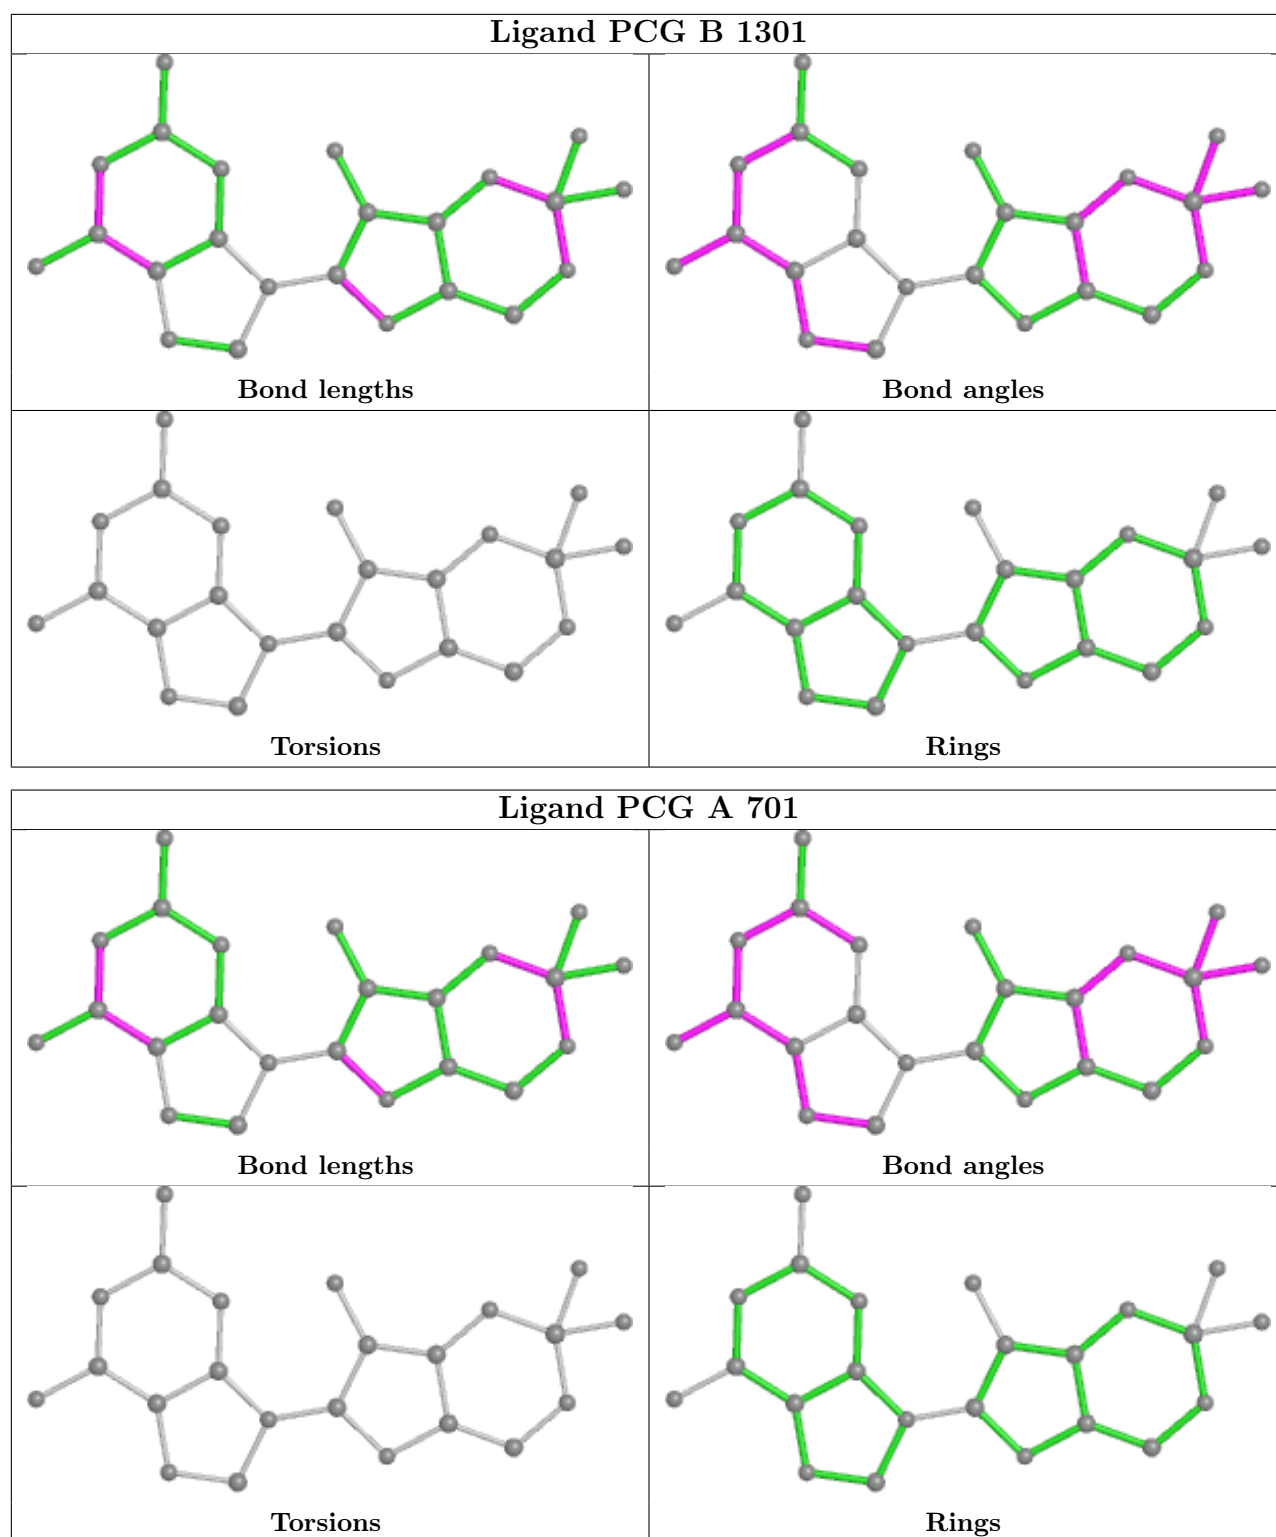 Ligand PCG B 1301
Bond lengths
Bond angles
Torsions
Rings
Ligand PCG A 701
Bond lengths
Bond angles
Torsions
Rings